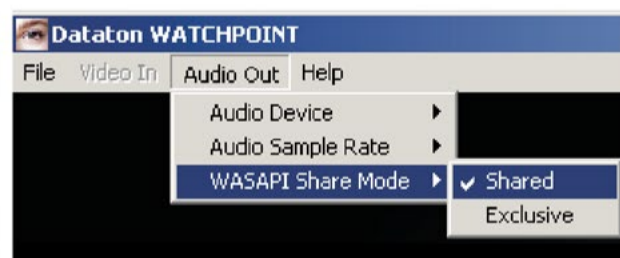 Dataton WATCHPOINT
File Video In Audio Out Help
Audio Device
Audio Sample Rate
WASAPI Share Mode
Shared
Exclusive